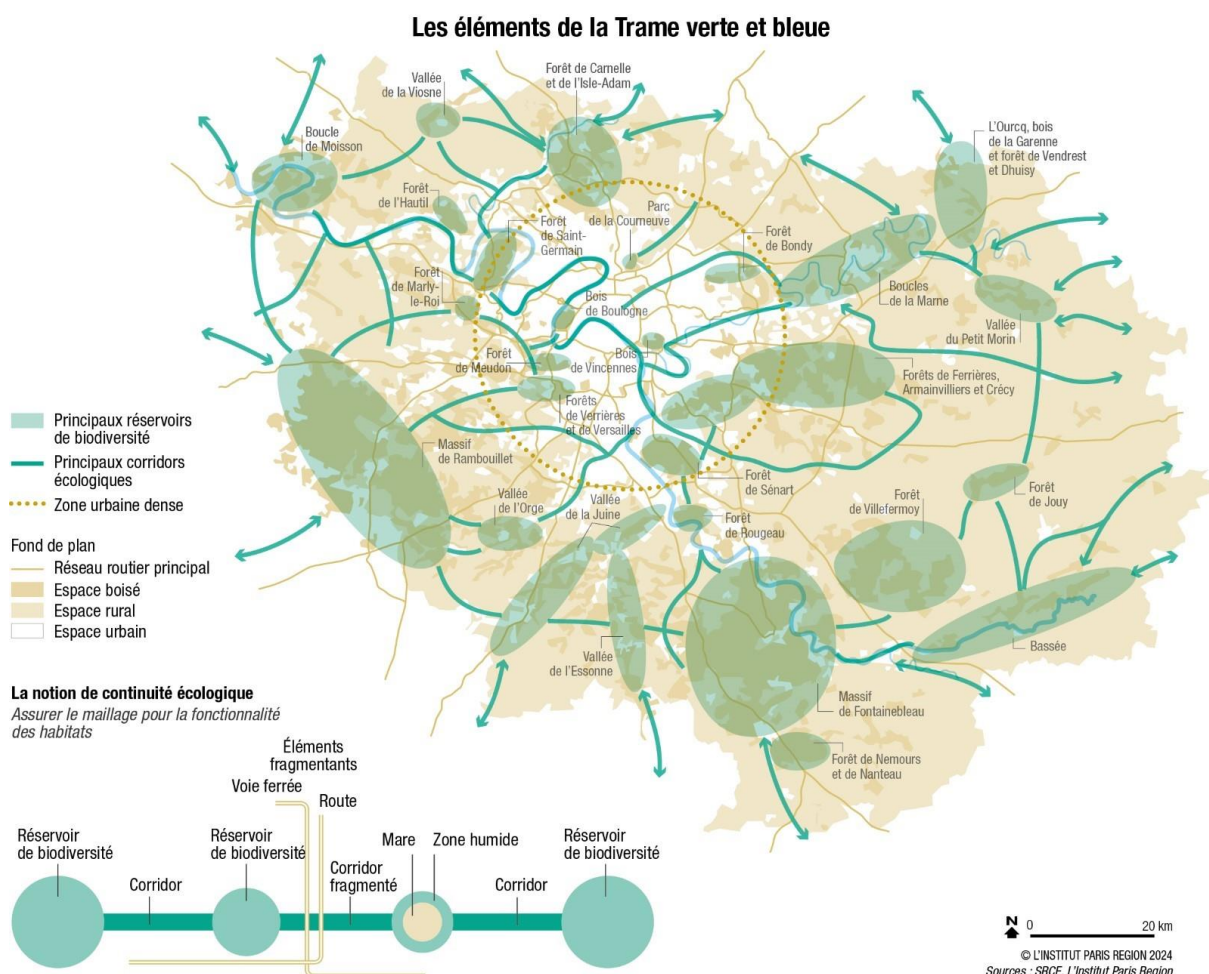 Les éléments de la Trame verte et bleue
Forêt de Carnelle
et de l'Isle-Adam
Vallée
de la Viosne
L'Ourcq, bois
de la Garenne
et forêt de Vendrest
et Dhuisy
Boucle
de Moisson
Forêt
de l'Hautil
Parc
de la Courneuve
Forêt
de Saint-
Germain
Forêt
de Bondy
Forêt
de Marly-
le-Roi
Boucles
de la Marne
Bois
de Boulogne
Vallée
du Petit Morin
Forêt
de Meudon
Bois
de Vincennes
Forêts de Ferrières,
Armainvilliers et Crécy
Forêts
de Verrières
et de Versailles
Massif
de Rambouillet
Forêt
de Sénart
Vallée
de l'Orge
Vallée
de la Juine
Forêt
de Villefermoy
Forêt
de Jouy
Forêt
de Rougeau
Bassée
Vallée
de l'Essonne
Massif
de Fontainebleau
Forêt de Nemours
et de Nanteau
Principaux réservoirs
de biodiversité
Principaux corridors
écologiques
Zone urbaine dense
Fond de plan
Réseau routier principal
Espace boisé
Espace rural
Espace urbain
La notion de continuité écologique
Assurer le maillage pour la fonctionnalité
des habitats
Éléments
fragmentants
Voie ferrée
Route
Réservoir
de biodiversité
Corridor
Réservoir
de biodiversité
Corridor
fragmenté
Mare
Zone humide
Corridor
Réservoir
de biodiversité
N
0
20 km
© L'INSTITUT PARIS REGION 2024
Sources : SRCE, L'Institut Paris Region